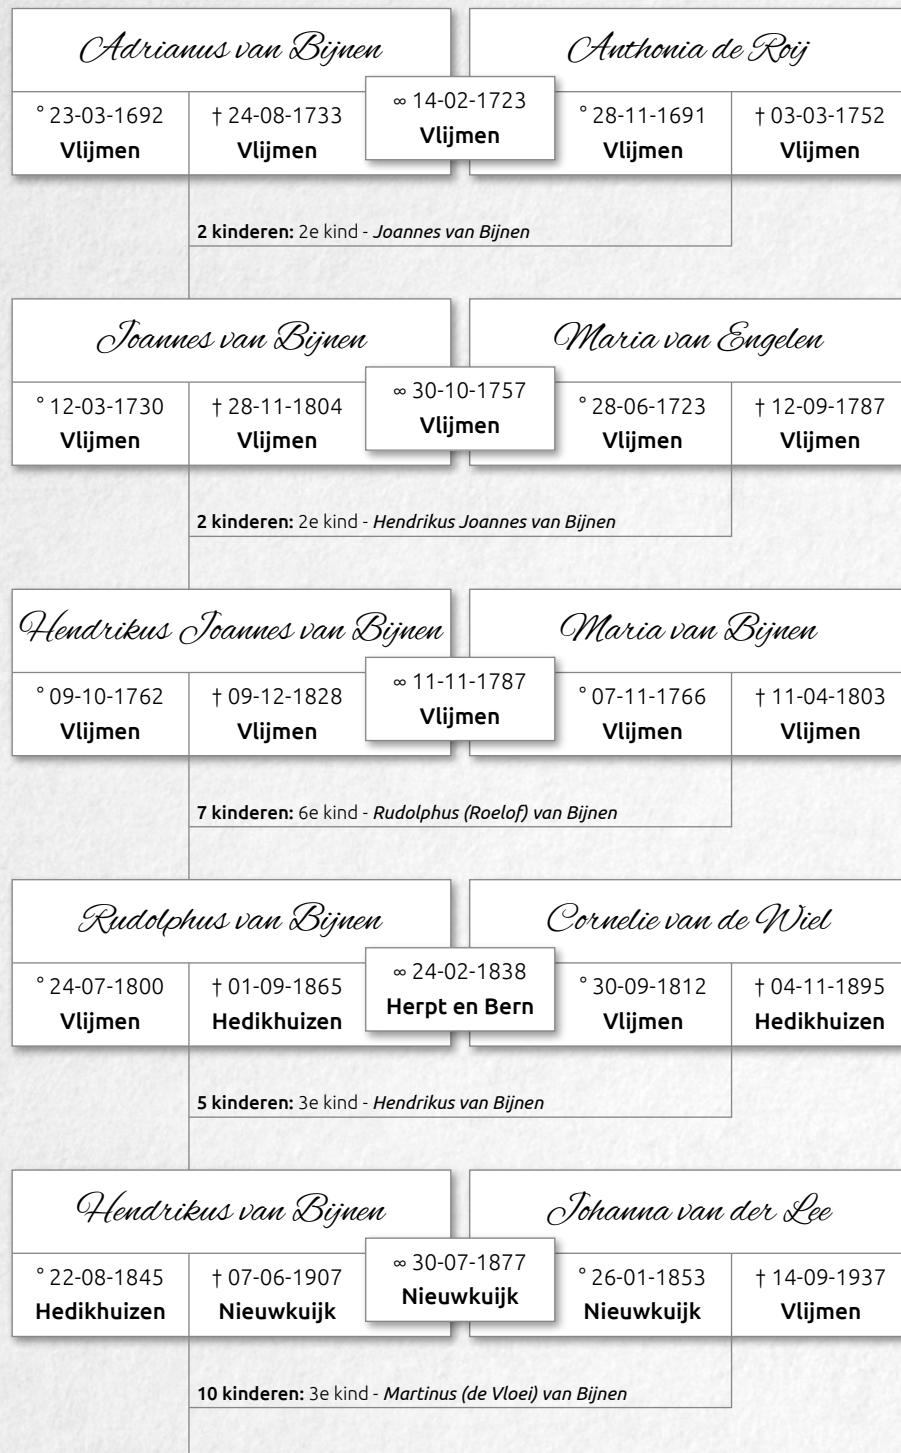 Adrianus van Bijnen
Anthonia de Roij
° 23-03-1692
Vlijmen
† 24-08-1733
Vlijmen
∞ 14-02-1723
Vlijmen
° 28-11-1691
Vlijmen
† 03-03-1752
Vlijmen
2 kinderen: 2e kind - Joannes van Bijnen
Joannes van Bijnen
Maria van Engelen
° 12-03-1730
Vlijmen
† 28-11-1804
Vlijmen
∞ 30-10-1757
Vlijmen
° 28-06-1723
Vlijmen
† 12-09-1787
Vlijmen
2 kinderen: 2e kind - Hendrikus Joannes van Bijnen
Hendrikus Joannes van Bijnen
Maria van Bijnen
° 09-10-1762
Vlijmen
† 09-12-1828
Vlijmen
∞ 11-11-1787
Vlijmen
° 07-11-1766
Vlijmen
† 11-04-1803
Vlijmen
7 kinderen: 6e kind - Rudolphus (Roelof) van Bijnen
Rudolphus van Bijnen
Cornelie van de Wiel
° 24-07-1800
Vlijmen
† 01-09-1865
Hedikhuizen
∞ 24-02-1838
Herpt en Bern
° 30-09-1812
Vlijmen
† 04-11-1895
Hedikhuizen
5 kinderen: 3e kind - Hendrikus van Bijnen
Hendrikus van Bijnen
Johanna van der Lee
° 22-08-1845
Hedikhuizen
† 07-06-1907
Nieuwkuijk
∞ 30-07-1877
Nieuwkuijk
° 26-01-1853
Nieuwkuijk
† 14-09-1937
Vlijmen
10 kinderen: 3e kind - Martinus (de Vloei) van Bijnen